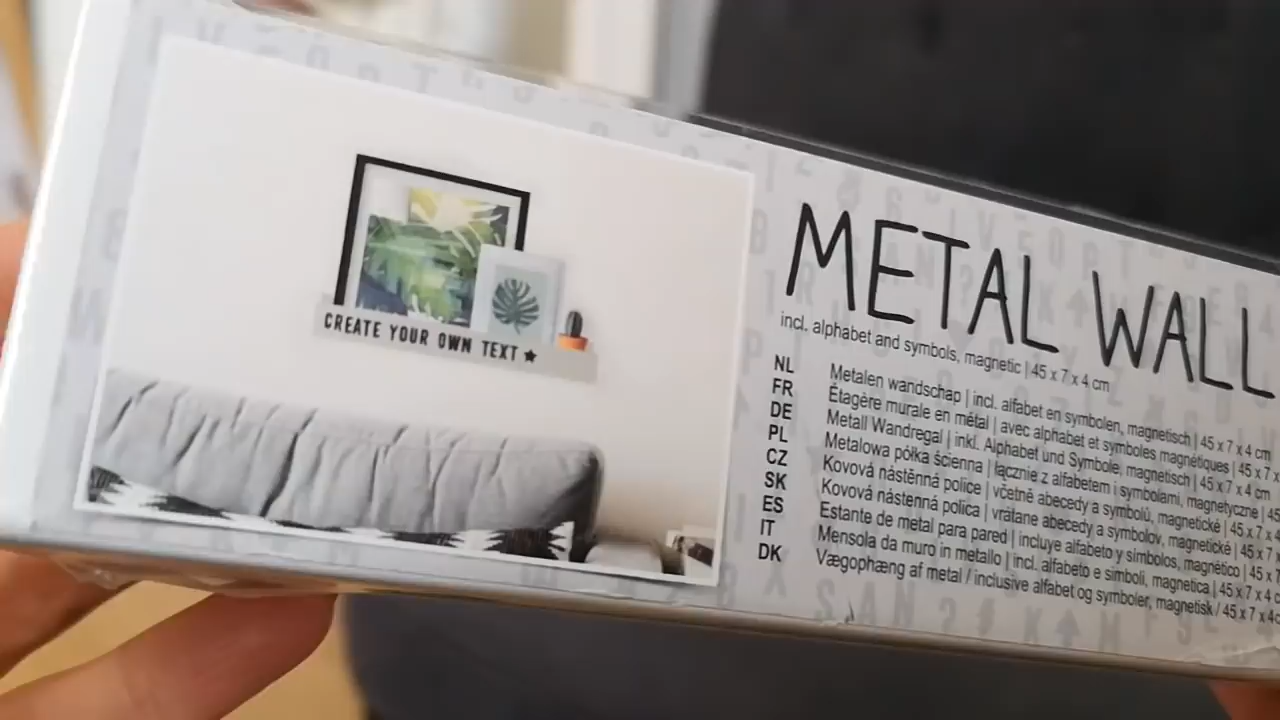 CREATE YOUR OWN TEXT ★
METAL WALL
incl. alphabet and symbols, magnetic | 45 x 7 x 4 cm
NL Metalen wandschap | incl. alfabet en symbolen, magnetisch | 45 x 7 x 4 cm
FR Étagère murale en métal | avec alphabet et symboles magnétiques | 45 x 7 x
DE Metall Wandregal | inkl. Alphabet und Symbole, magnetisch | 45 x 7 x 4 cm
PL Metalowa półka ścienna | łącznie z alfabetem i symbolami, magnetyczne | 45
CZ Kovová nástěnná police | včetně abecedy a symbolů, magnetické | 45 x 7 x 4
SK Kovová nástenná polica | vrátane abecedy a symbolov, magnetické | 45 x 7 x
ES Estante de metal para pared | incluye alfabeto y símbolos, magnético | 45 x 7
IT Mensola da muro in metallo | incl. alfabeto e simboli, magnetica | 45 x 7 x 4 c
DK Vægophæng af metal / inclusive alfabet og symboler, magnetisk / 45 x 7 x 4c